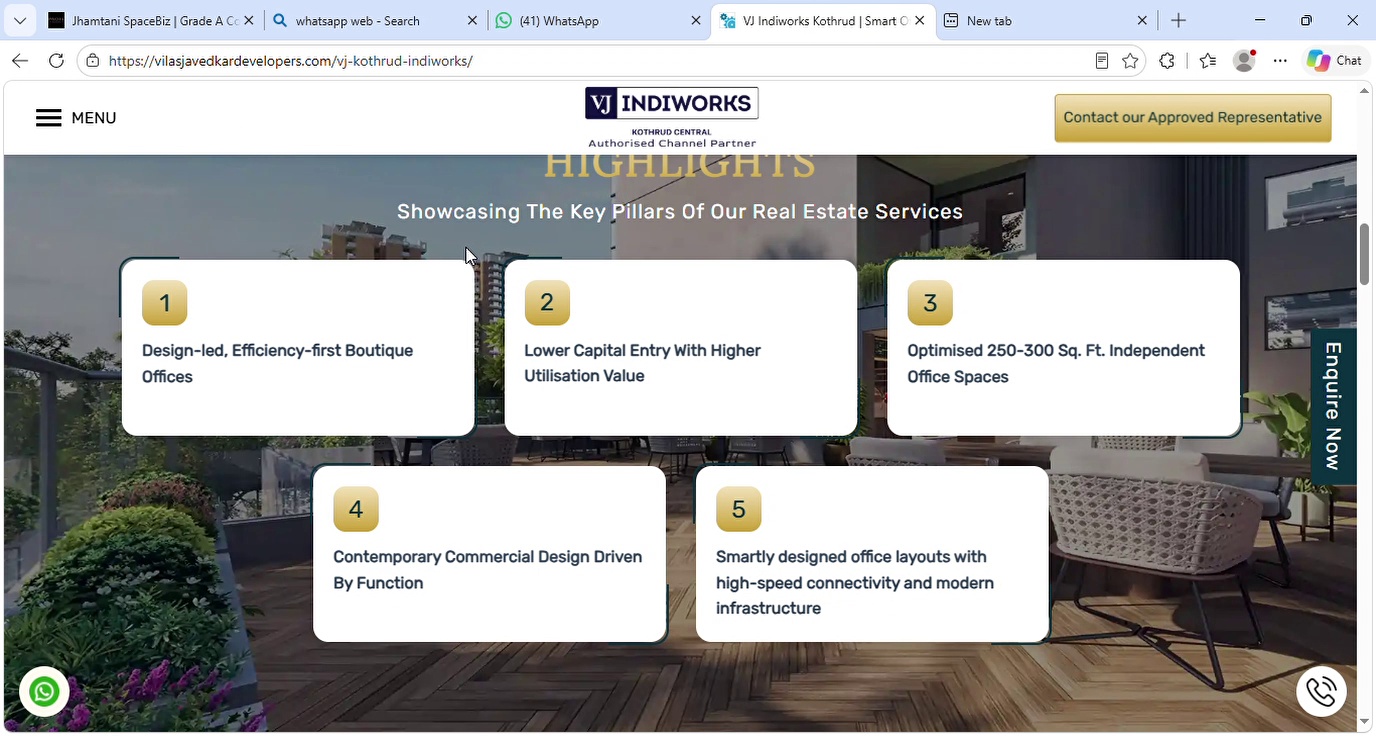 Jhamtani SpaceBiz | Grade A Co
whatsapp web - Search
(41) WhatsApp
VJ Indiworks Kothrud | Smart O
New tab
https://vilasjavedkardevelopers.com/vj-kothrud-indiworks/
Chat
MENU
VJ INDIWORKS
KOTHRUD CENTRAL
Authorised Channel Partner
Contact our Approved Representative
HIGHLIGHTS
Showcasing The Key Pillars Of Our Real Estate Services
1
Design-led, Efficiency-first Boutique
Offices
2
Lower Capital Entry With Higher
Utilisation Value
3
Optimised 250-300 Sq. Ft. Independent
Office Spaces
Enquire Now
4
Contemporary Commercial Design Driven
By Function
5
Smartly designed office layouts with
high-speed connectivity and modern
infrastructure